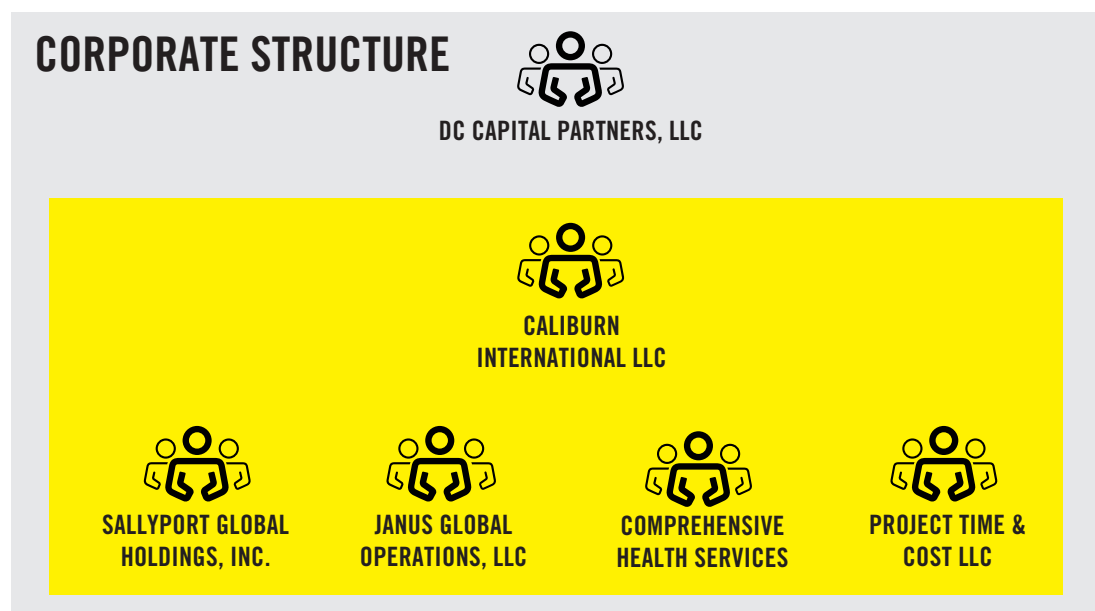 CORPORATE STRUCTURE
DC CAPITAL PARTNERS, LLC
CALIBURN
INTERNATIONAL LLC
SALLYPORT GLOBAL
HOLDINGS, INC.
JANUS GLOBAL
OPERATIONS, LLC
COMPREHENSIVE
HEALTH SERVICES
PROJECT TIME &
COST LLC